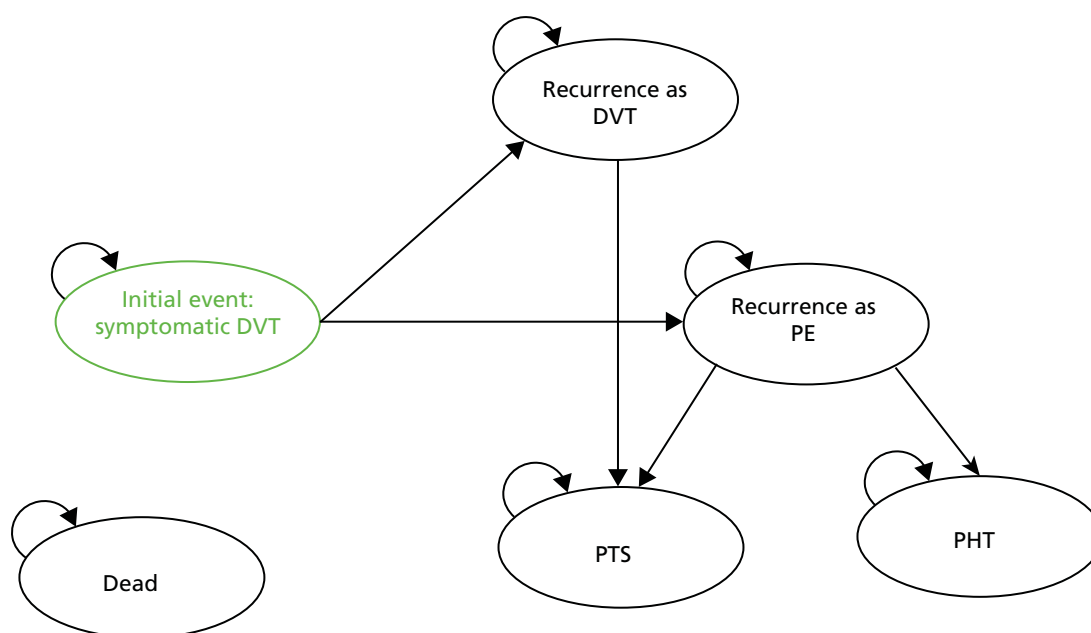 Recurrence as
DVT
Initial event:
symptomatic DVT
Recurrence as
PE
PTS
PHT
Dead